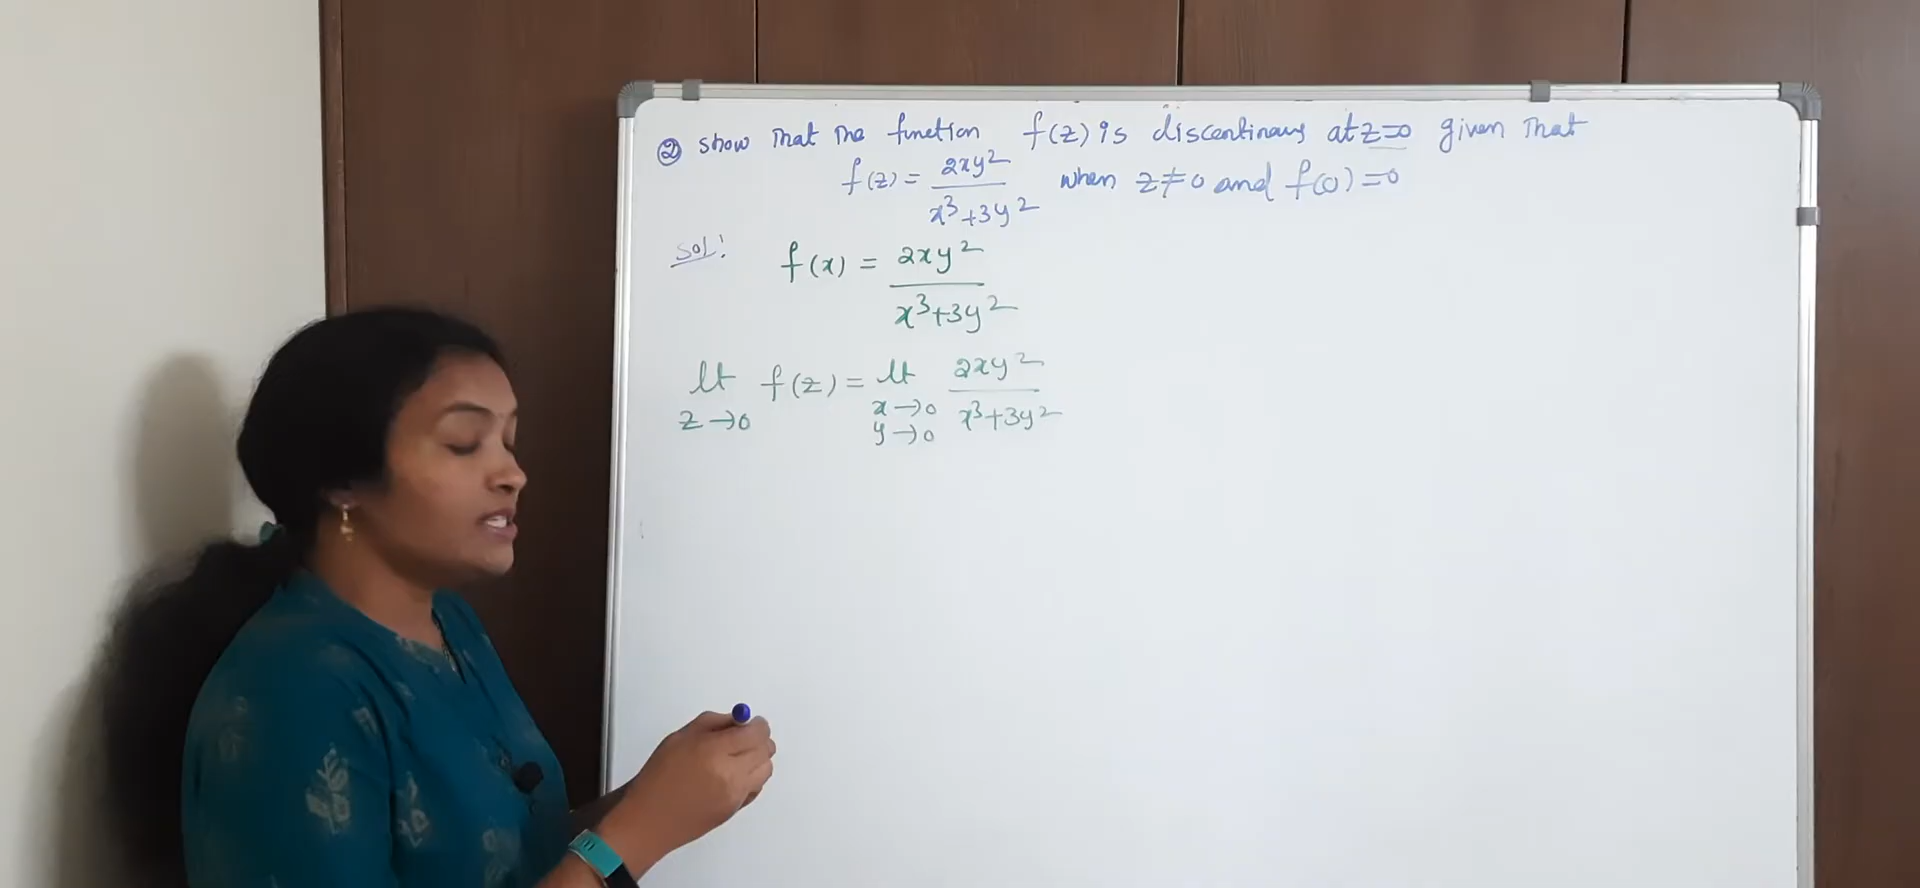 ② show that the function f(z) is discontinous at z=0 given that
f(z) = 2xy² / x³+3y² when z≠0 and f(0)=0
Sol:
f(x) = 2xy² / x³+3y²
lt z→0 f(z) = lt x→0 y→0 2xy² / x³+3y²